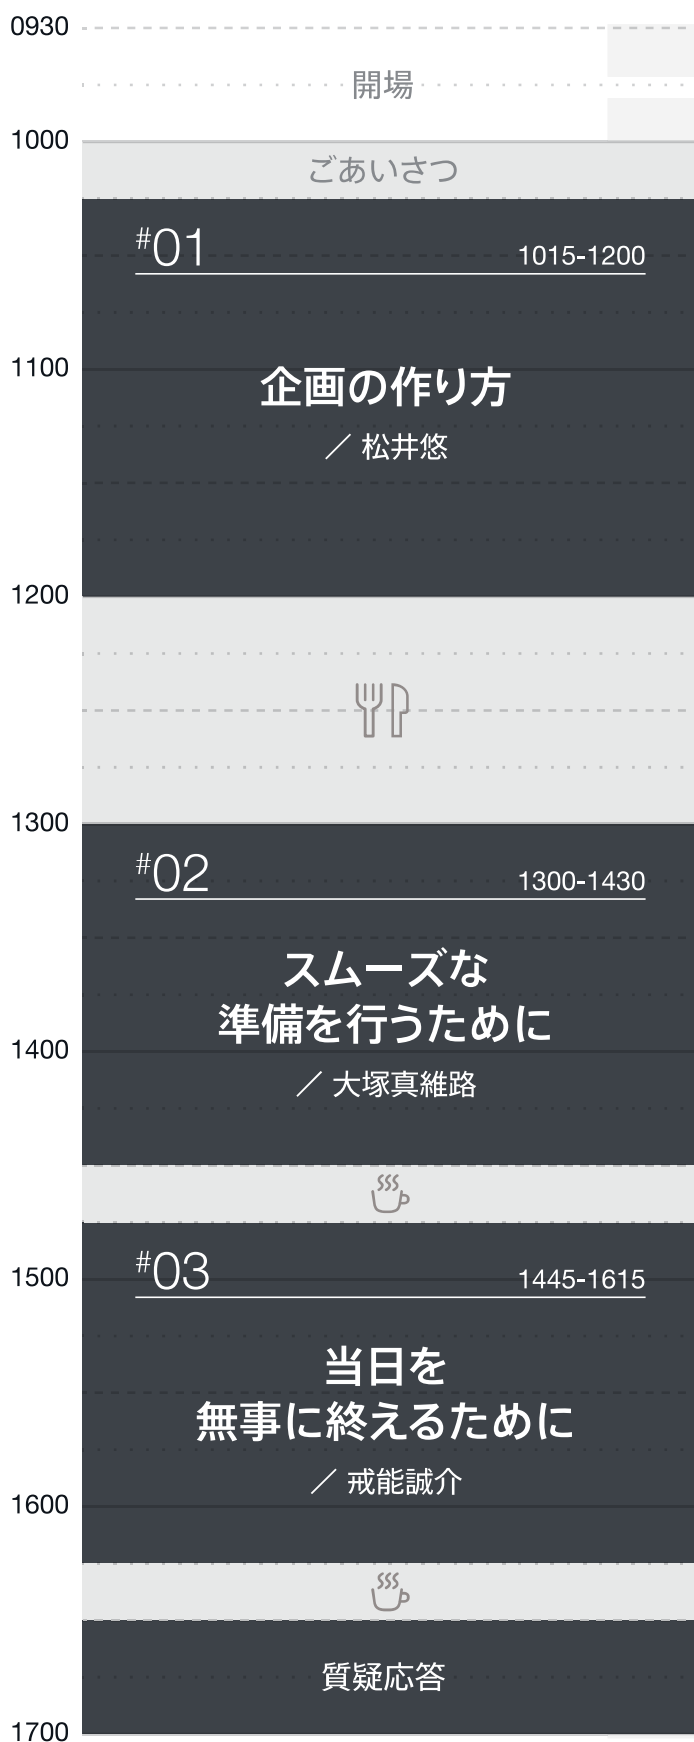 0930
開場
1000
ごあいさつ
#01 1015-1200
1100
企画の作り方
／ 松井悠
1200
1300
#02 1300-1430
スムーズな
準備を行うために
1400
／ 大塚真維路
#03 1445-1615
1500
当日を
無事に終えるために
／ 戒能誠介
1600
質疑応答
1700